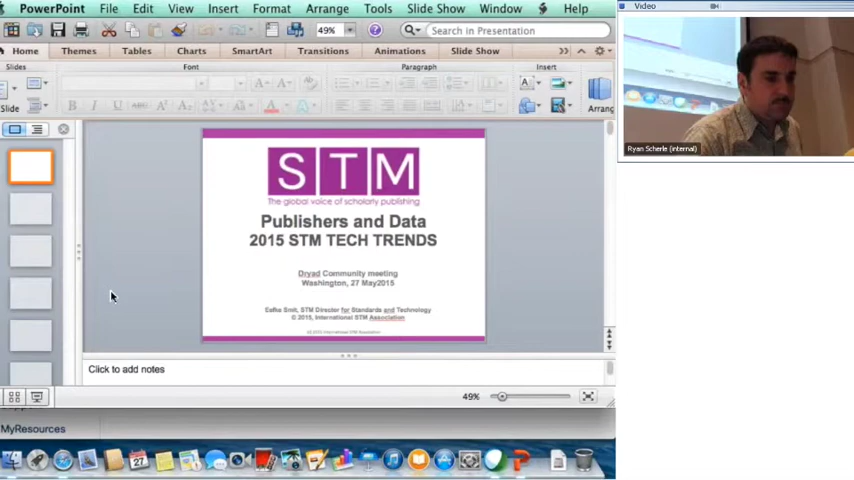 PowerPoint File Edit View Insert Format Arrange Tools Slide Show Window Help
49% Search in Presentation
Home Themes Tables Charts SmartArt Transitions Animations Slide Show
Slides Font Paragraph Insert
Slide Arrang
STM
The global voice of scholarly publishing
Publishers and Data
2015 STM TECH TRENDS
Dryad Community meeting
Washington, 27 May2015
Eefke Smit, STM Director for Standards and Technology
© 2015, International STM Association
Click to add notes
49%
MyResources
27
Video
Ryan Scherle (internal)